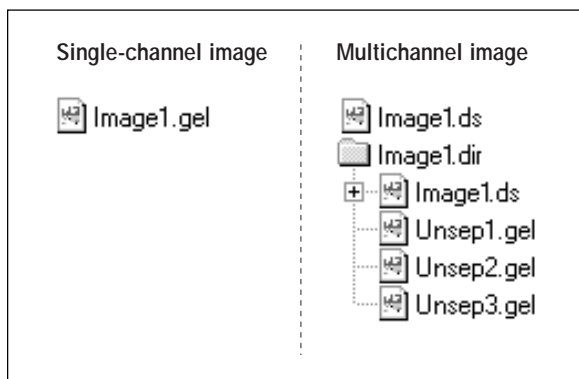 Single-channel image
Image1.gel
Multichannel image
Image1.ds
Image1.dir
Image1.ds
Unsep1.gel
Unsep2.gel
Unsep3.gel